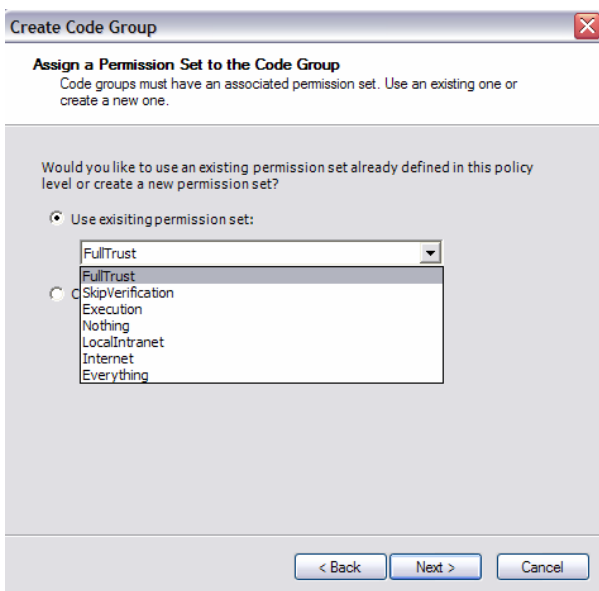 Create Code Group
Assign a Permission Set to the Code Group
Code groups must have an associated permission set. Use an existing one or
create a new one.
Would you like to use an existing permission set already defined in this policy
level or create a new permission set?
Use exisiting permission set:
FullTrust
FullTrust
SkipVerification
Execution
Nothing
LocalIntranet
Internet
Everything
< Back
Next >
Cancel